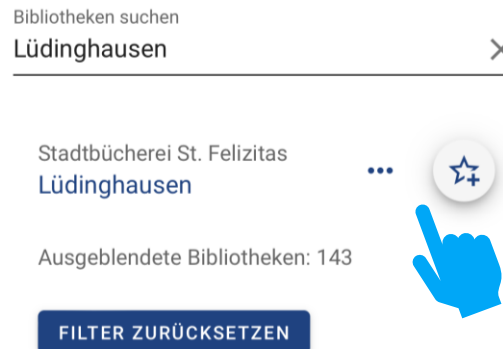 Bibliotheken suchen
Lüdinghausen
Stadtbücherei St. Felizitas
Lüdinghausen
Ausgeblendete Bibliotheken: 143
FILTER ZURÜCKSETZEN